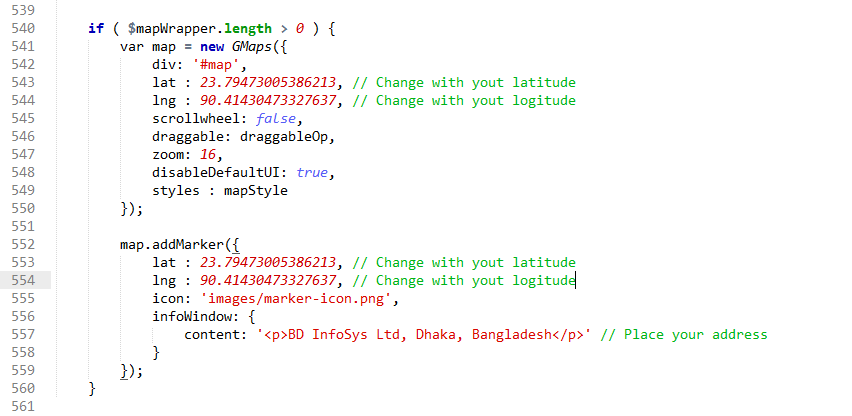 539
540 if ( $mapWrapper.length > 0 ) {
541 var map = new GMaps({
542 div: '#map',
543 lat : 23.79473005386213, // Change with yout latitude
544 lng : 90.41430473327637, // Change with yout logitude
545 scrollwheel: false,
546 draggable: draggableOp,
547 zoom: 16,
548 disableDefaultUI: true,
549 styles : mapStyle
550 });
551
552 map.addMarker({
553 lat : 23.79473005386213, // Change with yout latitude
554 lng : 90.41430473327637, // Change with yout logitude
555 icon: 'images/marker-icon.png',
556 infoWindow: {
557 content: '<p>BD InfoSys Ltd, Dhaka, Bangladesh</p>' // Place your address
558 }
559 });
560 }
561